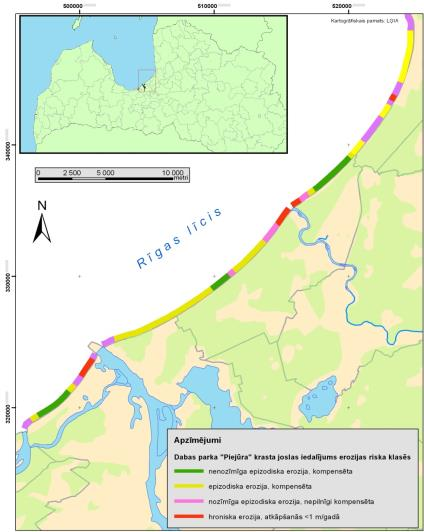 500000
510000
520000
Kartogrāfiskais pamats: LĢIA
340000
0 2 500 5 000 10 000
metri
N
Rīgas līcis
330000
320000
Apzīmējumi
Dabas parka "Piejūra" krasta joslas iedalījums erozijas riska klasēs
nenozīmīga epizodiska erozija, kompensēta
epizodiska erozija, kompensēta
nozīmīga epizodiska erozija, nepilnīgi kompensēta
hroniska erozija, atkāpšanās <1 m/gadā